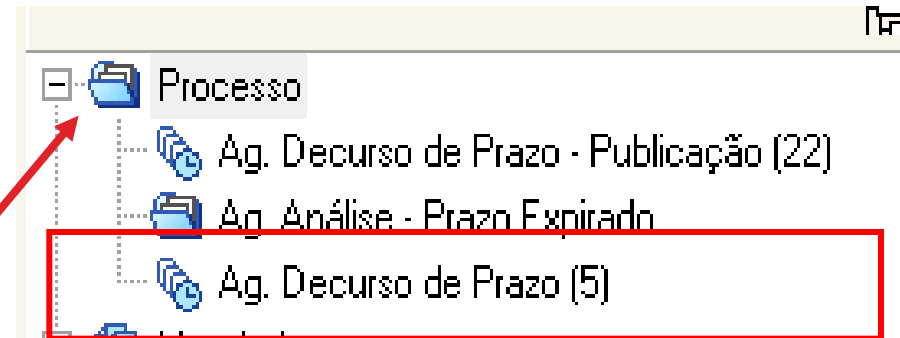 Processo
Ag. Decurso de Prazo - Publicação (22)
Ag. Análise - Prazo Expirado
Ag. Decurso de Prazo (5)